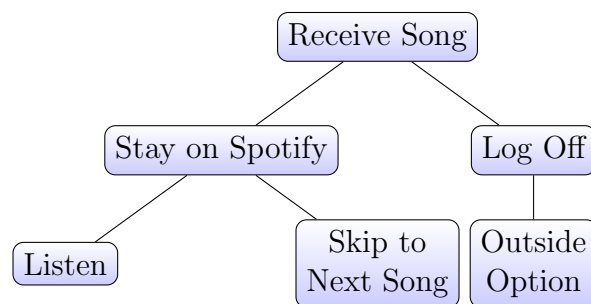 Receive Song
Stay on Spotify
Log Off
Listen
Skip to
Next Song
Outside
Option